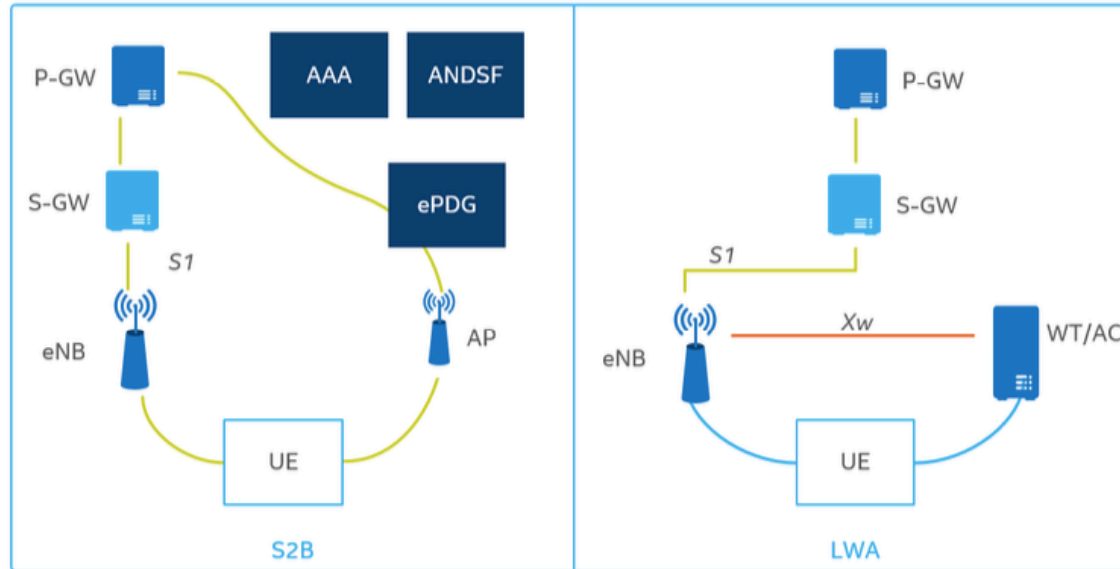 P-GW
AAA
ANDSF
S-GW
ePDG
S1
eNB
AP
UE
S2B
P-GW
S-GW
S1
Xw
eNB
WT/AC
UE
LWA